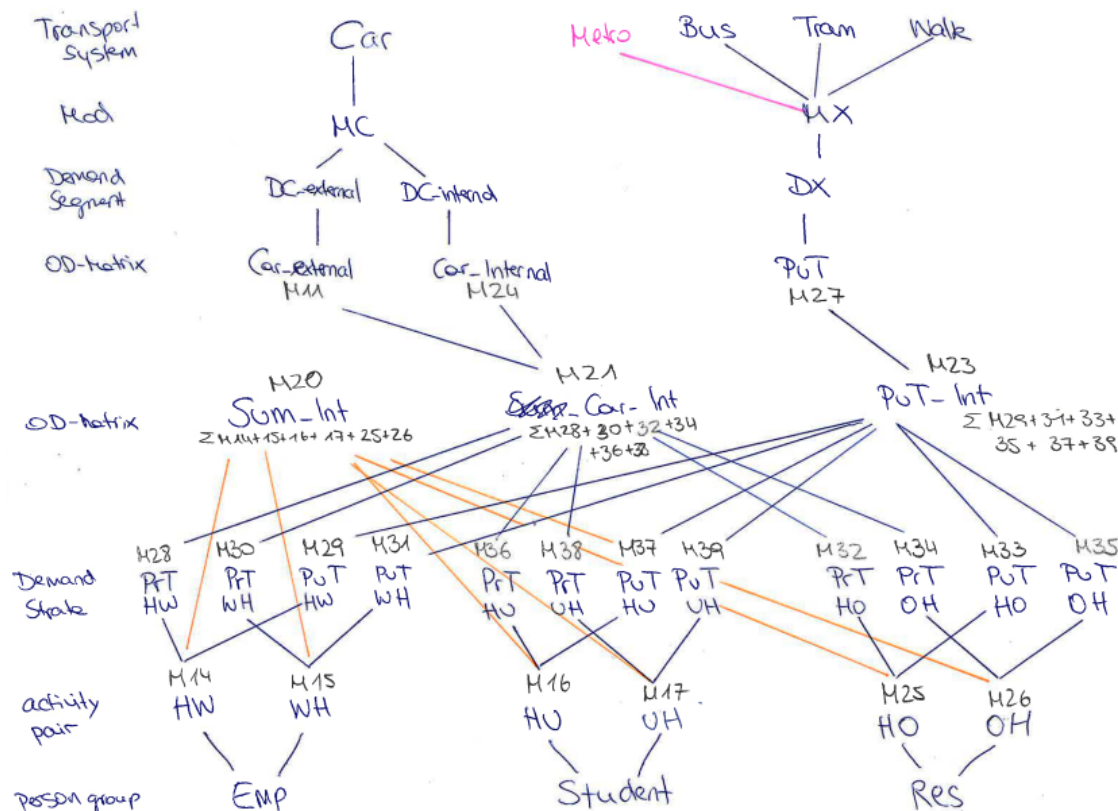 Transport System Car Metro Bus Tram Walk
Mod MC MX
Demand Segment DC-external DC-internal DX
OD-Matrix Car_external Car_Internal PuT
M11 M24 M27
M20 M21 M23
OD-Matrix Sum_Int _Car_Int PuT_Int
ΣM14+15+16+17+25+26 ΣM28+30+32+34 ΣM29+31+33+
+36+38 35+37+39
M28 M30 M29 M31 M36 M38 M37 M39 M32 M34 M33 M35
Demand PrT PrT PuT PuT PrT PrT PuT PuT PrT PrT PuT PuT
Strate HW WH HW WH HU UH HU UH HO OH HO OH
M14 M15 M16 M17 M25 M26
activity pair HW WH HU UH HO OH
person group Emp Student Res